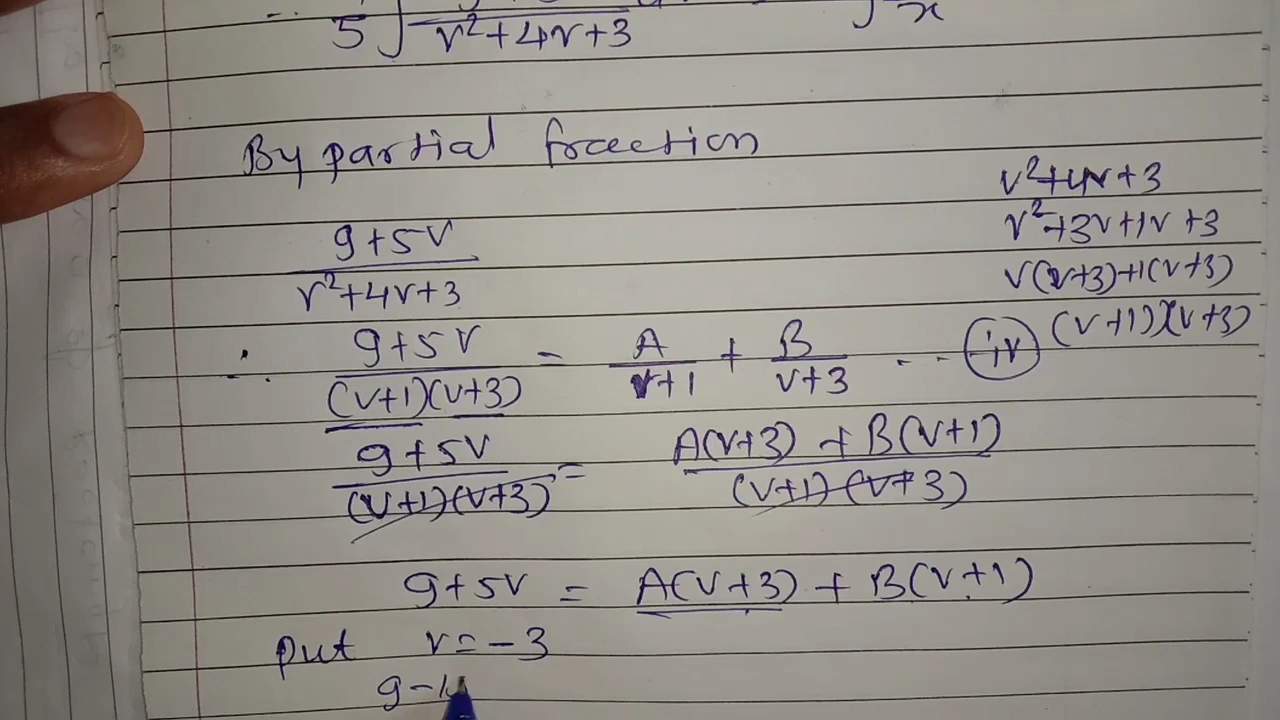 5∫ v²+4v+3 ∫ x
By partial fraction
v²+4v+3
9+5v
v²+3v+1v+3
v²+4v+3
v(v+3)+1(v+3)
(v+1)(v+3)
∴ 9+5v/(v+1)(v+3) = A/v+1 + B/v+3 -- (iv)
9+5v/(v+1)(v+3) = A(v+3) + B(v+1)/(v+1)(v+3)
9+5v = A(v+3) + B(v+1)
Put v = -3
9-1